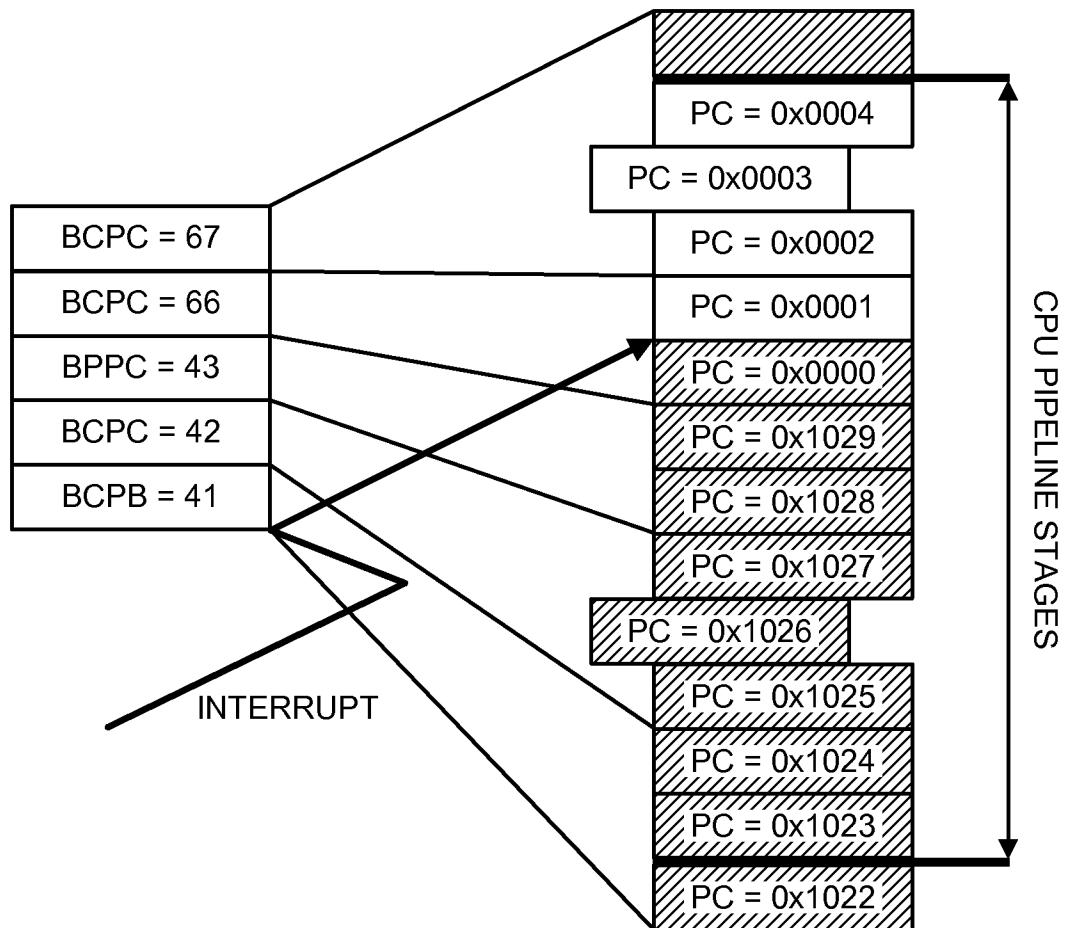 PC = 0x0004
PC = 0x0003
PC = 0x0002
PC = 0x0001
PC = 0x0000
PC = 0x1029
PC = 0x1028
PC = 0x1027
PC = 0x1026
PC = 0x1025
PC = 0x1024
PC = 0x1023
PC = 0x1022
BCPC = 67
BCPC = 66
BPPC = 43
BCPC = 42
BCPB = 41
INTERRUPT
CPU PIPELINE STAGES